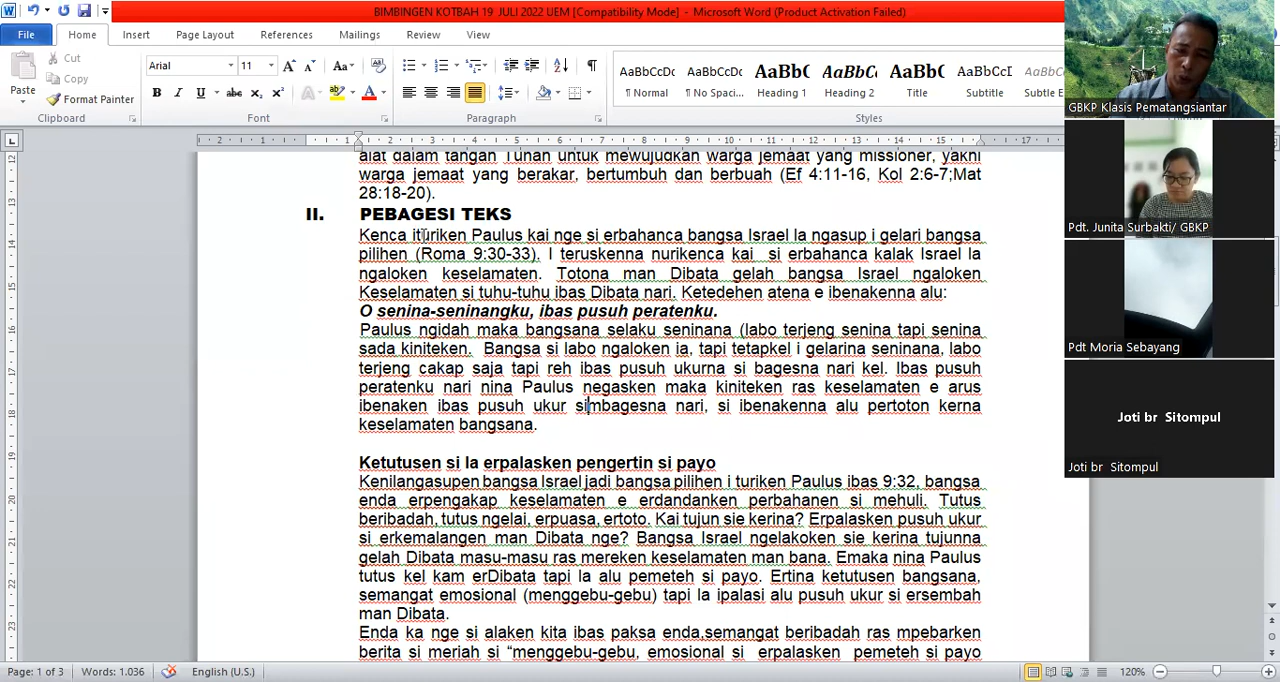 BIMBINGEN KOTBAH 19 JULI 2022 UEM [Compatibility Mode] - Microsoft Word (Product Activation Failed)
File Home Insert Page Layout References Mailings Review View
Paste
Cut
Copy
Format Painter
Clipboard
Arial 11
Font
Paragraph
AaBbCcDc AaBbCcDc AaBbC AaBbCc AaBbC AaBbCcD
¶ Normal ¶ No Spaci... Heading 1 Heading 2 Title Subtitle Subtle E
Styles
alat dalam tangan Tuhan untuk mewujudkan warga jemaat yang missioner, yakni
warga jemaat yang berakar, bertumbuh dan berbuah (Ef 4:11-16, Kol 2:6-7;Mat
28:18-20).
II. PEBAGESI TEKS
Kenca ituriken Paulus kai nge si erbahanca bangsa Israel la ngasup i gelari bangsa
pilihen (Roma 9:30-33). I teruskenna nurikenca kai si erbahanca kalak Israel la
ngaloken keselamaten. Totona man Dibata gelah bangsa Israel ngaloken
Keselamaten si tuhu-tuhu ibas Dibata nari. Ketedehen atena e ibenakenna alu:
O senina-seninangku, ibas pusuh peratenku.
Paulus ngidah maka bangsana selaku seninana (labo terjeng senina tapi senina
sada kiniteken. Bangsa si labo ngaloken ia, tapi tetapkel i gelarina seninana, labo
terjeng cakap saja tapi reh ibas pusuh ukurna si bagesna nari kel. Ibas pusuh
peratenku nari nina Paulus negasken maka kiniteken ras keselamaten e arus
ibenaken ibas pusuh ukur simbagesna nari, si ibenakenna alu pertoton kerna
keselamaten bangsana.
Ketutusen si la erpalasken pengertin si payo
Kenilangasupen bangsa Israel jadi bangsa pilihen i turiken Paulus ibas 9:32, bangsa
enda erpengakap keselamaten e erdandanken perbahanen si mehuli. Tutus
beribadah, tutus ngelai, erpuasa, ertoto. Kai tujun sie kerina? Erpalasken pusuh ukur
si erkemalangen man Dibata nge? Bangsa Israel ngelakoken sie kerina tujunna
gelah Dibata masu-masu ras mereken keselamaten man bana. Emaka nina Paulus
tutus kel kam erDibata tapi la alu pemeteh si payo. Ertina ketutusen bangsana,
semangat emosional (menggebu-gebu) tapi la ipalasi alu pusuh ukur si ersembah
man Dibata.
Enda ka nge si alaken kita ibas paksa enda,semangat beribadah ras mpebarken
berita si meriah si “menggebu-gebu, emosional si erpalasken pemeteh si payo
GBKP Klasis Pematangsiantar
Pdt. Junita Surbakti/ GBKP
Pdt Moria Sebayang
Joti br Sitompul
Joti br Sitompul
Page: 1 of 3 Words: 1.036 English (U.S.) 120%